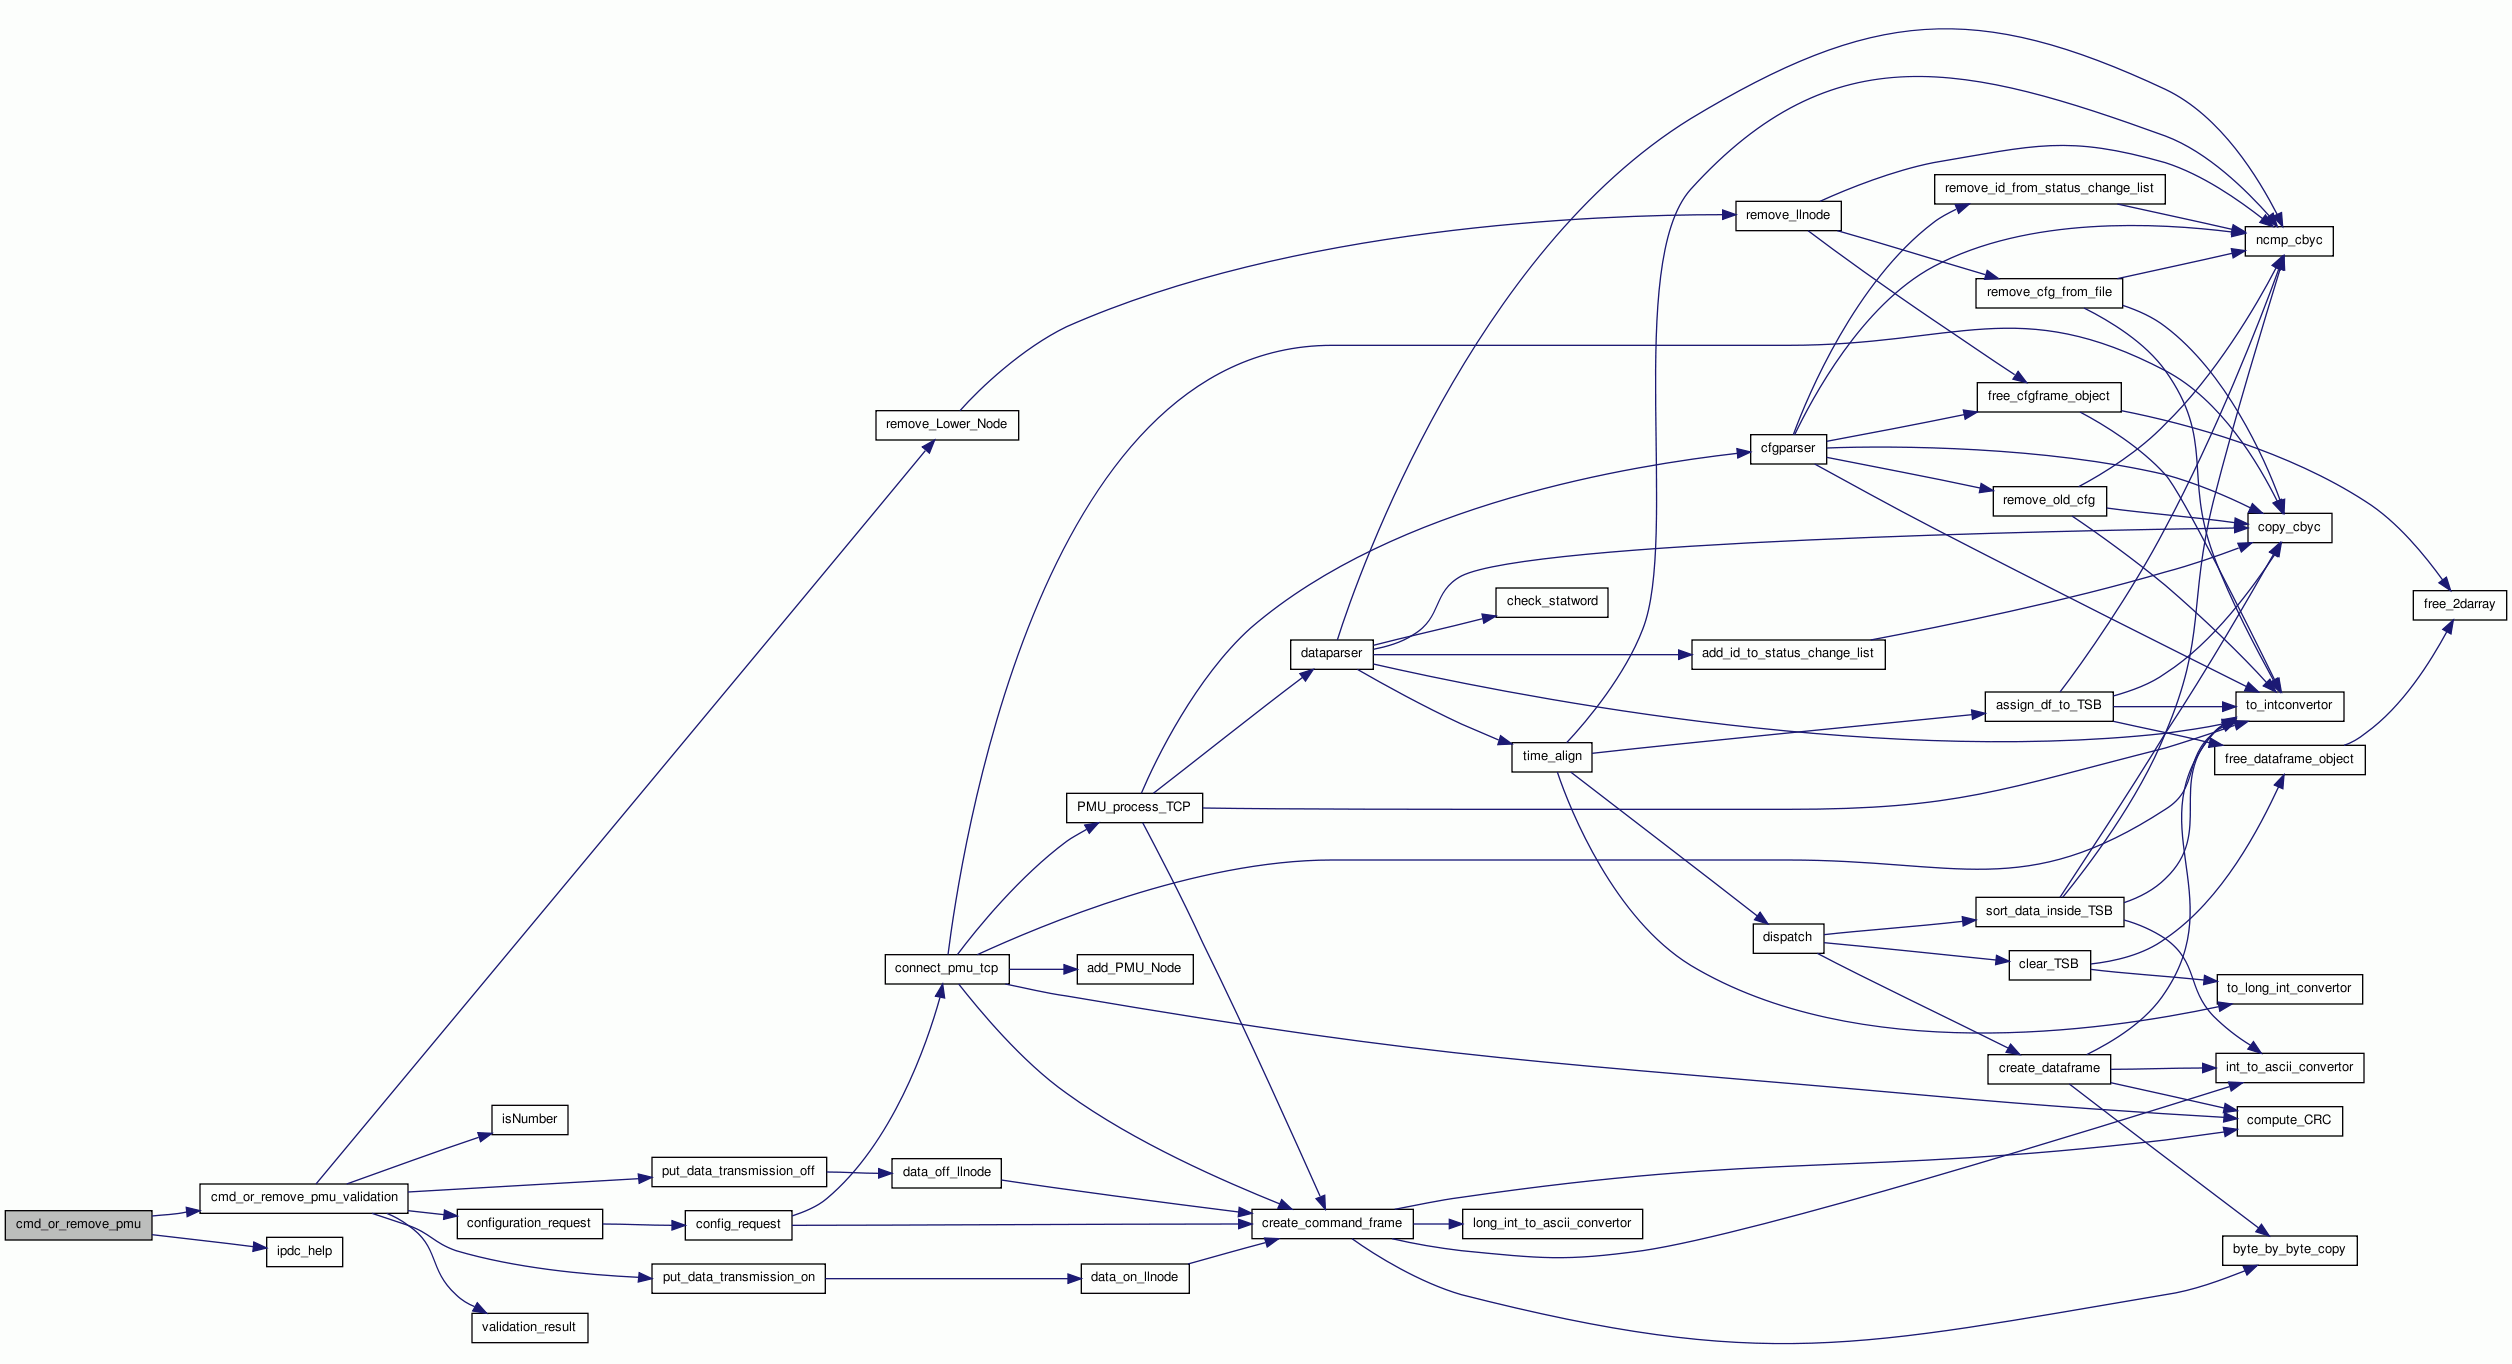 cmd_or_remove_pmu
cmd_or_remove_pmu_validation
ipdc_help
isNumber
configuration_request
validation_result
put_data_transmission_off
config_request
put_data_transmission_on
remove_Lower_Node
connect_pmu_tcp
data_off_llnode
PMU_process_TCP
add_PMU_Node
data_on_llnode
dataparser
create_command_frame
check_statword
time_align
long_int_to_ascii_convertor
remove_llnode
cfgparser
add_id_to_status_change_list
dispatch
remove_id_from_status_change_list
remove_cfg_from_file
free_cfgframe_object
remove_old_cfg
assign_df_to_TSB
sort_data_inside_TSB
clear_TSB
create_dataframe
ncmp_cbyc
copy_cbyc
to_intconvertor
free_dataframe_object
to_long_int_convertor
int_to_ascii_convertor
compute_CRC
byte_by_byte_copy
free_2darray